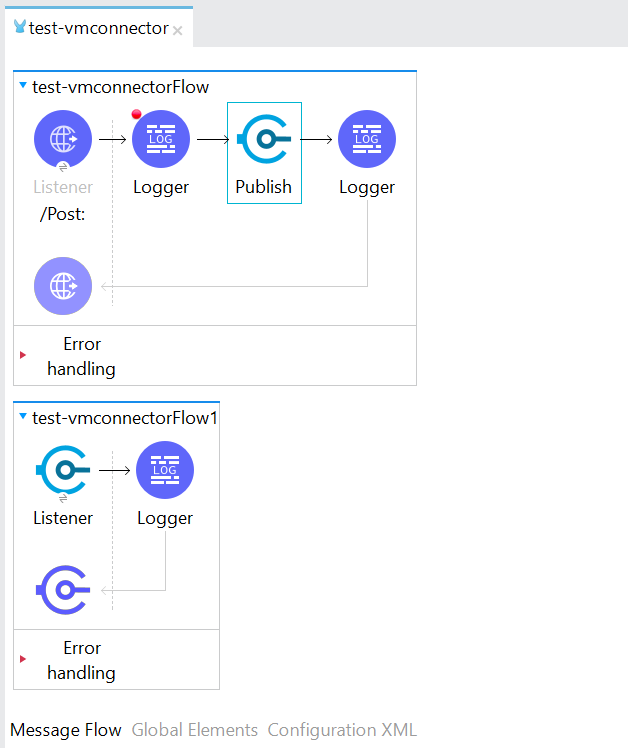 test-vmconnector
test-vmconnectorFlow
LOG
LOG
Listener
Logger
Publish
Logger
/Post:
Error
handling
test-vmconnectorFlow1
LOG
Listener
Logger
Error
handling
Message Flow Global Elements Configuration XML